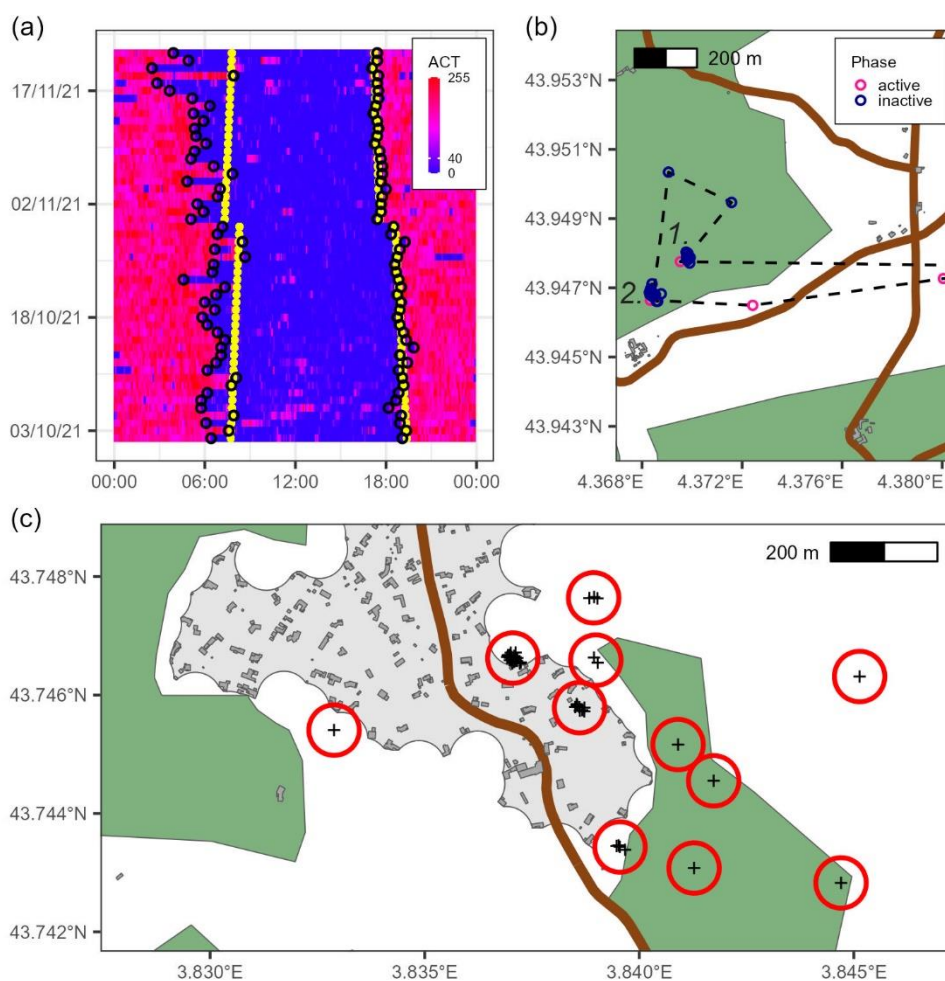 (a)
ACT
255
40
0
17/11/21
02/11/21
18/10/21
03/10/21
00:00 06:00 12:00 18:00 00:00
(b)
200 m
Phase
active
inactive
43.953°N
43.951°N
43.949°N
1.
43.947°N
2.
43.945°N
43.943°N
4.368°E 4.372°E 4.376°E 4.380°E
(c)
200 m
43.748°N
43.746°N
43.744°N
43.742°N
3.830°E 3.835°E 3.840°E 3.845°E